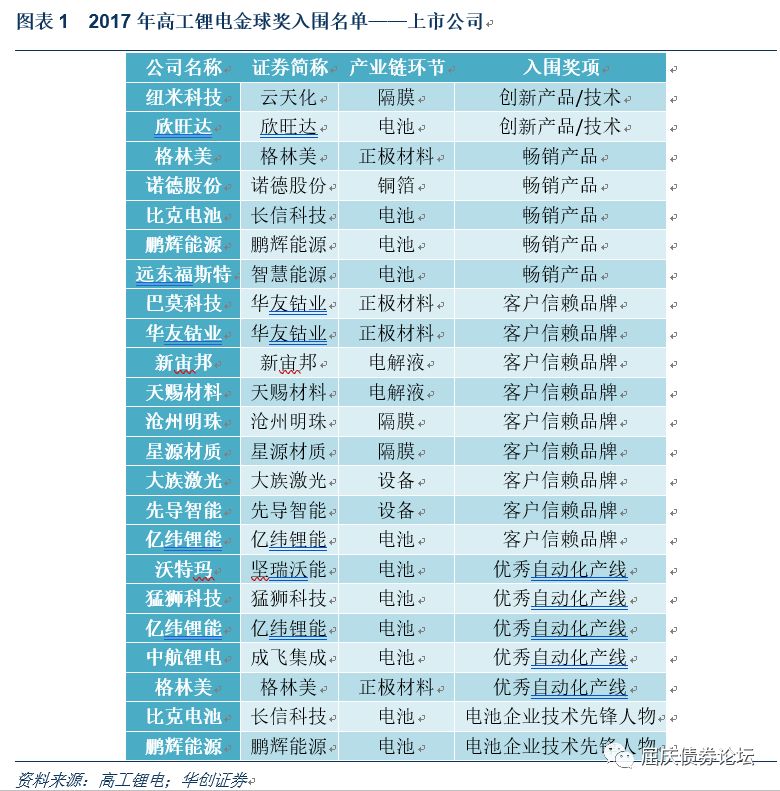 图表 1 2017 年高工锂电金球奖入围名单——上市公司
公司名称 证券简称 产业链环节 入围奖项
纽米科技 云天化 隔膜 创新产品/技术
欣旺达 欣旺达 电池 创新产品/技术
格林美 格林美 正极材料 畅销产品
诺德股份 诺德股份 铜箔 畅销产品
比克电池 长信科技 电池 畅销产品
鹏辉能源 鹏辉能源 电池 畅销产品
远东福斯特 智慧能源 电池 畅销产品
巴莫科技 华友钴业 正极材料 客户信赖品牌
华友钴业 华友钴业 正极材料 客户信赖品牌
新宙邦 新宙邦 电解液 客户信赖品牌
天赐材料 天赐材料 电解液 客户信赖品牌
沧州明珠 沧州明珠 隔膜 客户信赖品牌
星源材质 星源材质 隔膜 客户信赖品牌
大族激光 大族激光 设备 客户信赖品牌
先导智能 先导智能 设备 客户信赖品牌
亿纬锂能 亿纬锂能 电池 客户信赖品牌
沃特玛 坚瑞沃能 电池 优秀自动化产线
猛狮科技 猛狮科技 电池 优秀自动化产线
亿纬锂能 亿纬锂能 电池 优秀自动化产线
中航锂电 成飞集成 电池 优秀自动化产线
格林美 格林美 正极材料 优秀自动化产线
比克电池 长信科技 电池 电池企业技术先锋人物
鹏辉能源 鹏辉能源 电池 电池企业技术先锋人物
屈庆债券论坛
资料来源：高工锂电；华创证券